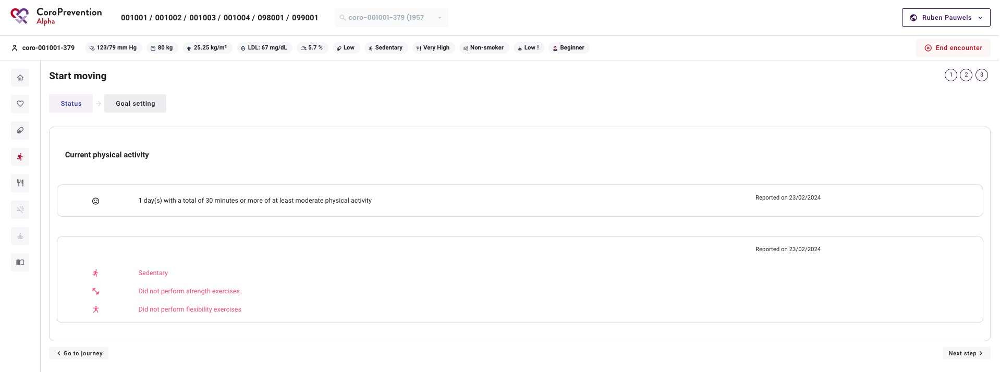 CoroPrevention
Alpha
001001 / 001002 / 001003 / 001004 / 098001 / 099001
coro-001001-379 (1957
Ruben Pauwels
coro-001001-379
123/79 mm Hg
80 kg
25.25 kg/m²
LDL: 67 mg/dL
5.7 %
Low
Sedentary
Very High
Non-smoker
Low !
Beginner
End encounter
Start moving
1
2
3
Status
Goal setting
Current physical activity
1 day(s) with a total of 30 minutes or more of at least moderate physical activity
Reported on 23/02/2024
Reported on 23/02/2024
Sedentary
Did not perform strength exercises
Did not perform flexibility exercises
Go to journey
Next step